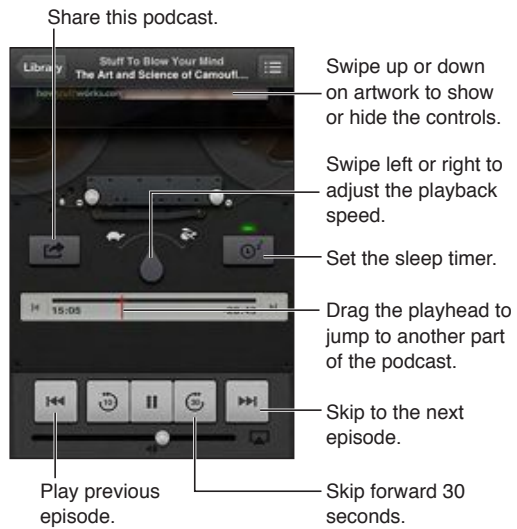 Share this podcast.
Library
Stuff To Blow Your Mind
The Art and Science of Camoufl...
Swipe up or down
on artwork to show
or hide the controls.
Swipe left or right to
adjust the playback
speed.
Set the sleep timer.
15:05
Drag the playhead to
jump to another part
of the podcast.
10
30
Skip to the next
episode.
Play previous
episode.
Skip forward 30
seconds.